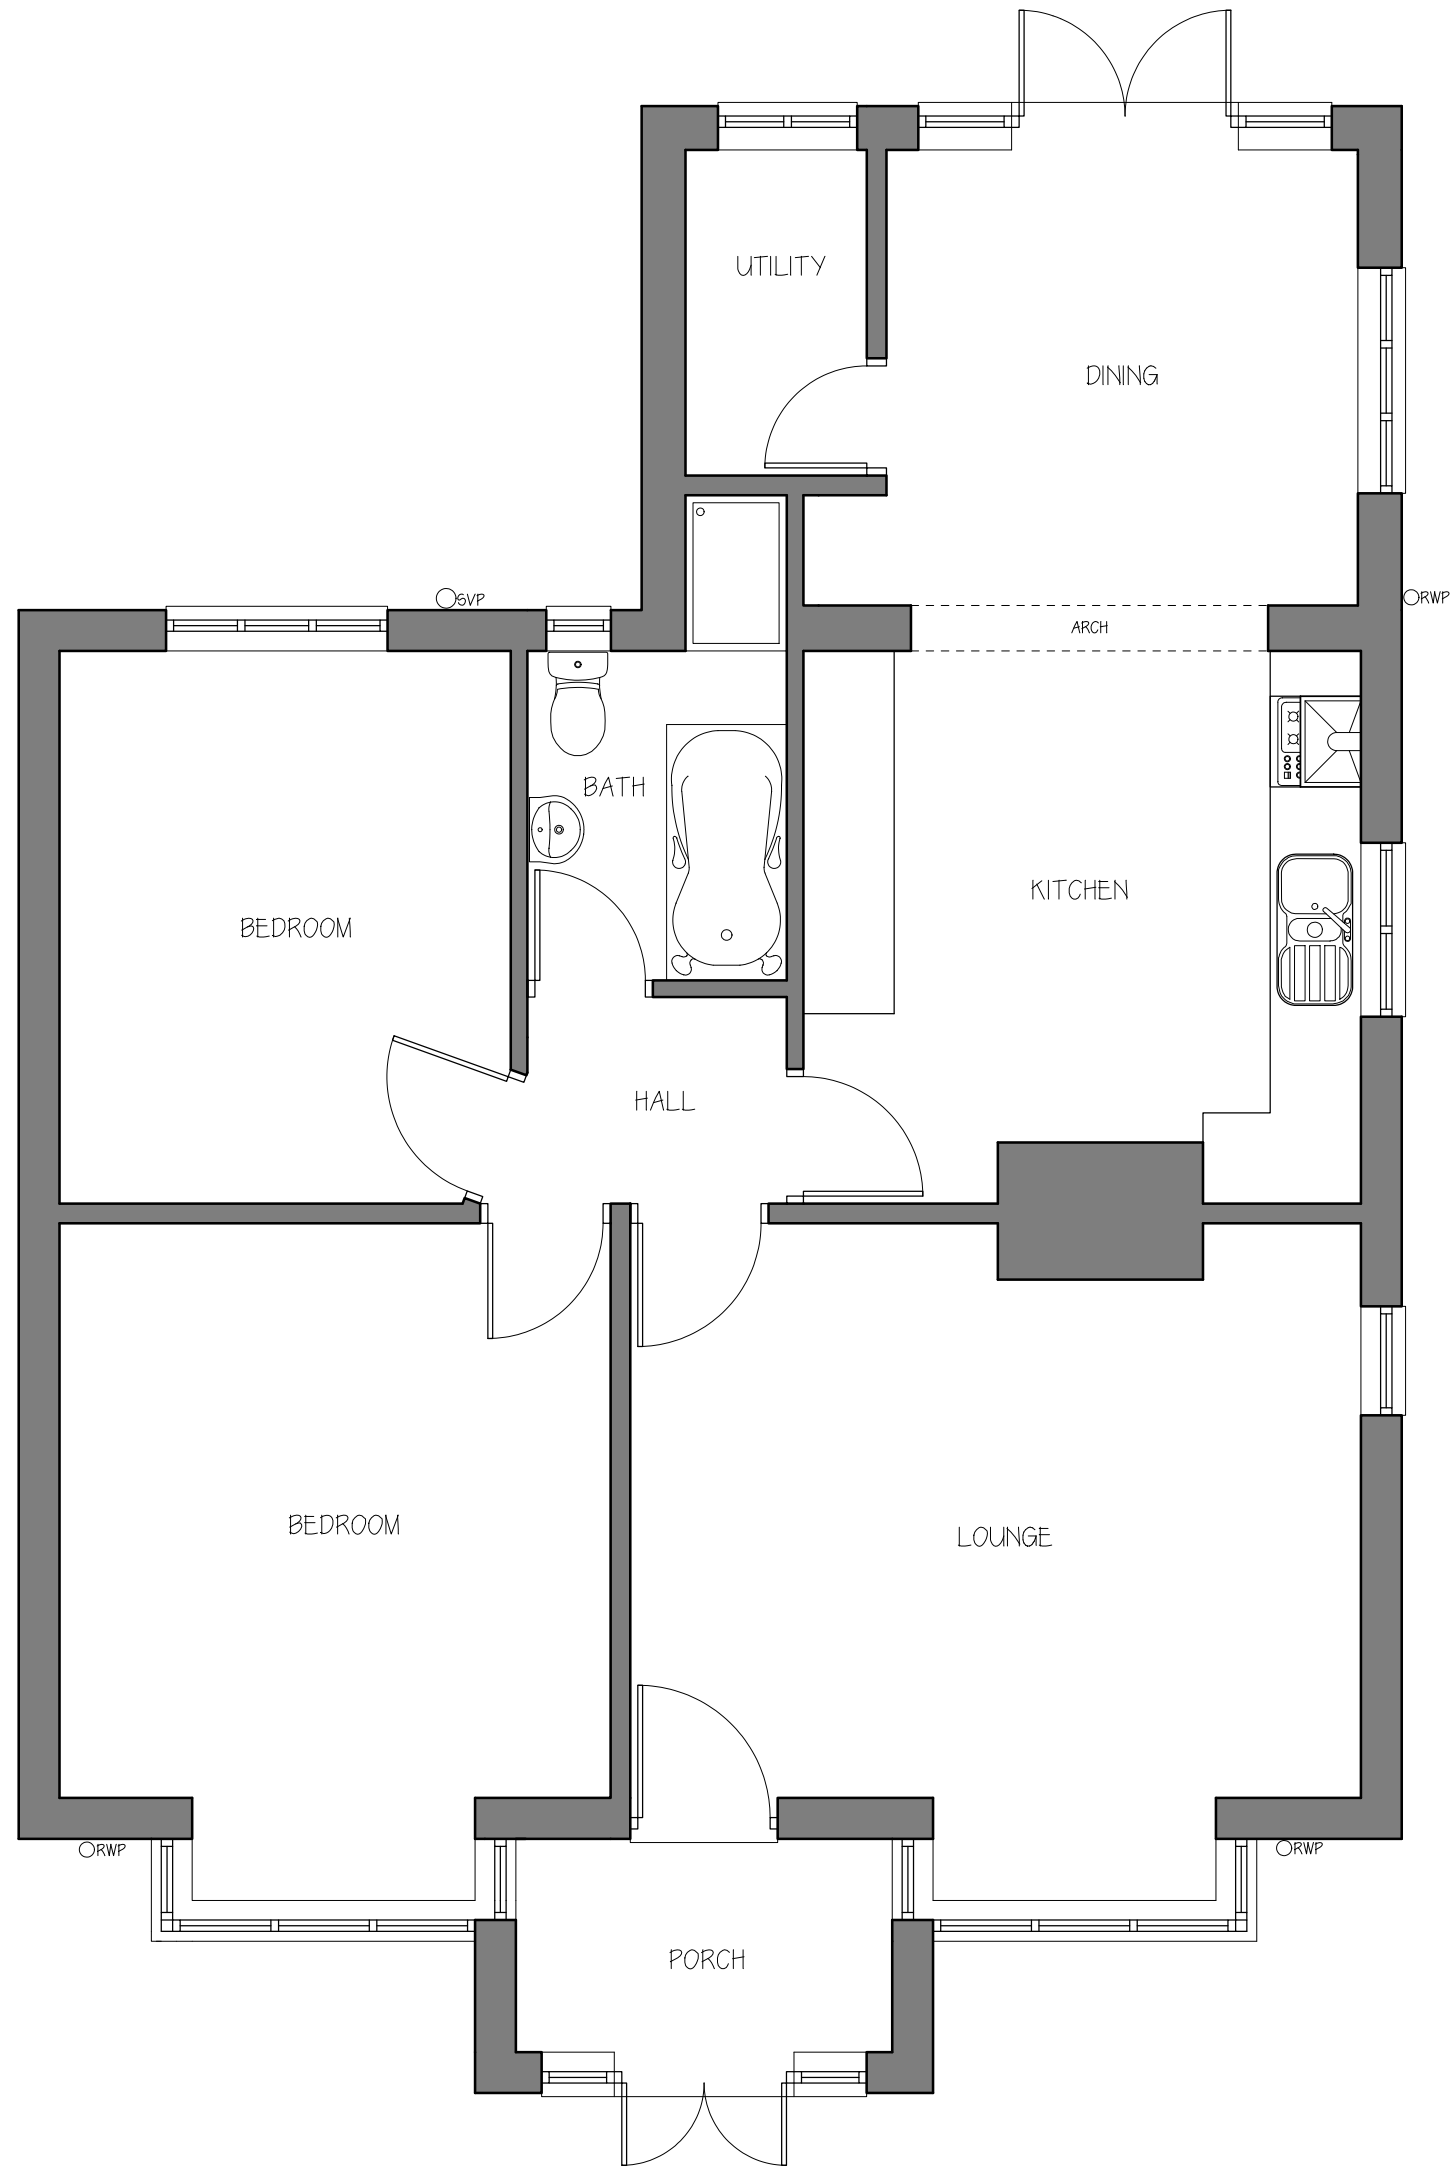 UTILITY
DINING
SVP
RWP
ARCH
BATH
KITCHEN
BEDROOM
HALL
BEDROOM
LOUNGE
RWP
RWP
PORCH